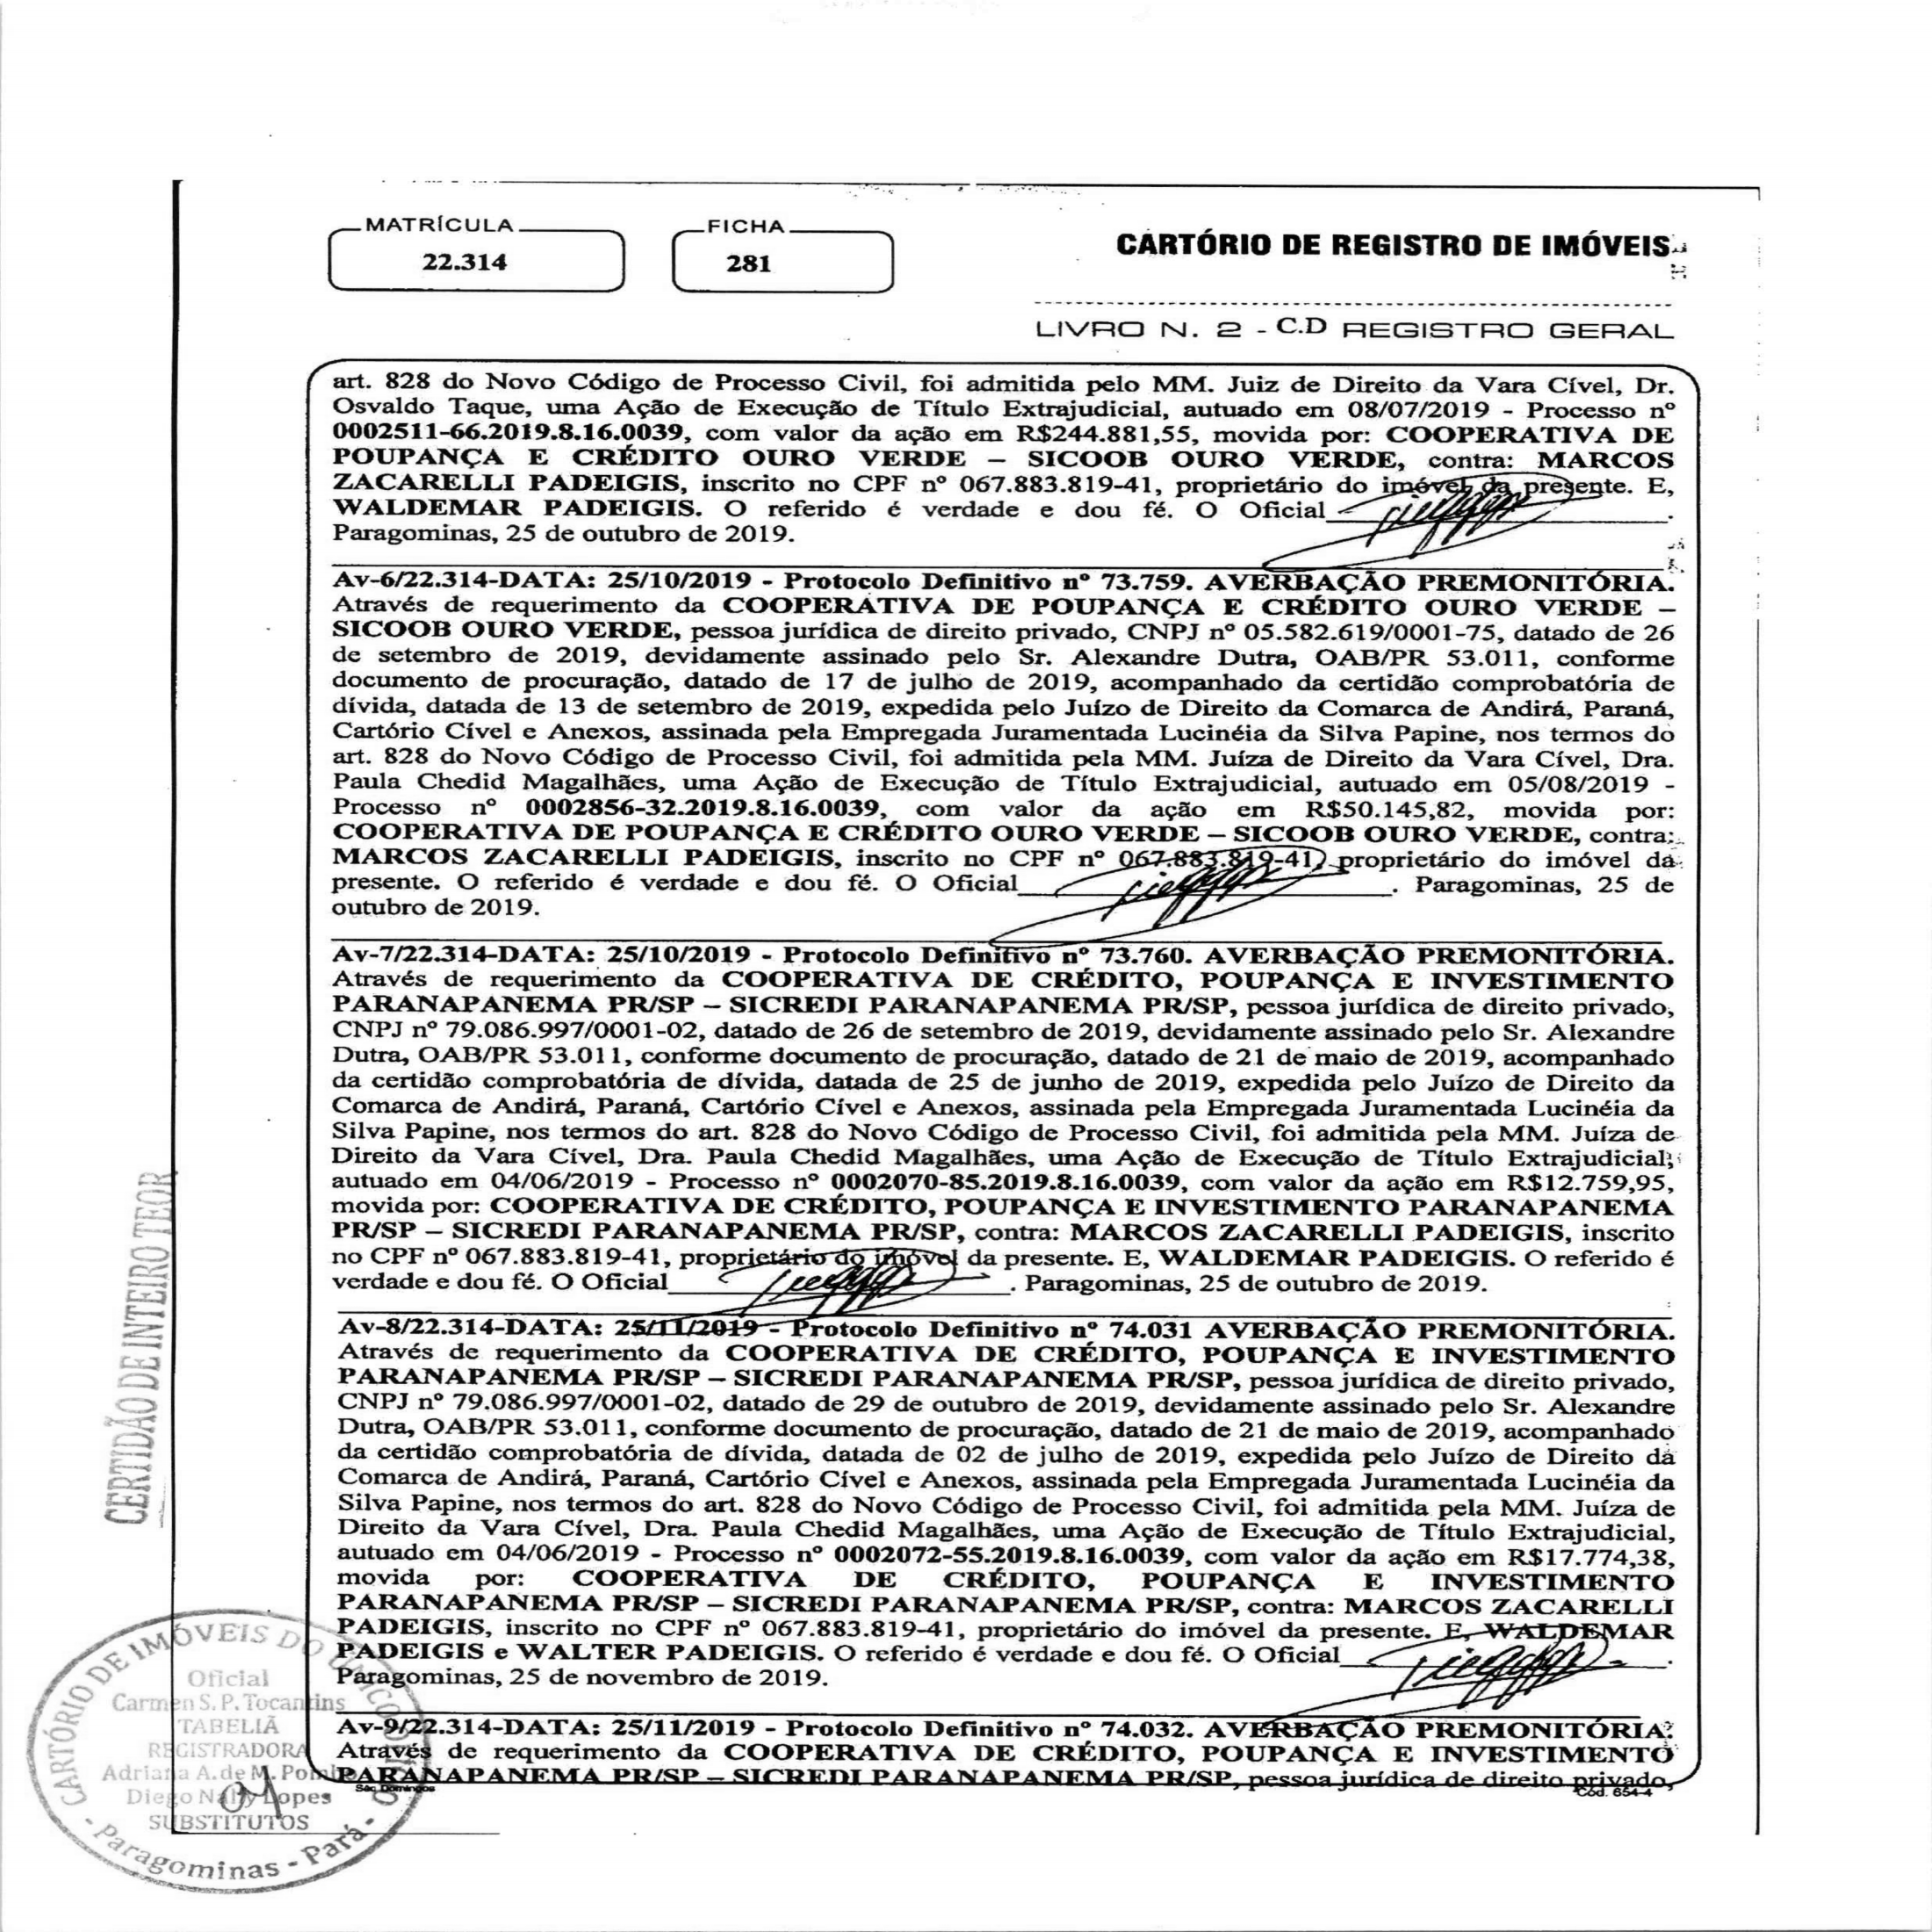 MATRÍCULA
22.314
FICHA
281
CARTÓRIO DE REGISTRO DE IMÓVEIS
LIVRO N. 2 - C.D REGISTRO GERAL
art. 828 do Novo Código de Processo Civil, foi admitida pelo MM. Juiz de Direito da Vara Cível, Dr.
Osvaldo Taque, uma Ação de Execução de Título Extrajudicial, autuado em 08/07/2019 - Processo nº
0002511-66.2019.8.16.0039, com valor da ação em R$244.881,55, movida por: COOPERATIVA DE
POUPANÇA E CRÉDITO OURO VERDE – SICOOB OURO VERDE, contra: MARCOS
ZACARELLI PADEIGIS, inscrito no CPF nº 067.883.819-41, proprietário do imóvel da presente. E,
WALDEMAR PADEIGIS. O referido é verdade e dou fé. O Oficial
Paragominas, 25 de outubro de 2019.
Av-6/22.314-DATA: 25/10/2019 - Protocolo Definitivo nº 73.759. AVERBAÇÃO PREMONITÓRIA.
Através de requerimento da COOPERATIVA DE POUPANÇA E CRÉDITO OURO VERDE –
SICOOB OURO VERDE, pessoa jurídica de direito privado, CNPJ nº 05.582.619/0001-75, datado de 26
de setembro de 2019, devidamente assinado pelo Sr. Alexandre Dutra, OAB/PR 53.011, conforme
documento de procuração, datado de 17 de julho de 2019, acompanhado da certidão comprobatória de
dívida, datada de 13 de setembro de 2019, expedida pelo Juízo de Direito da Comarca de Andirá, Paraná,
Cartório Cível e Anexos, assinada pela Empregada Juramentada Lucinéia da Silva Papine, nos termos do
art. 828 do Novo Código de Processo Civil, foi admitida pela MM. Juíza de Direito da Vara Cível, Dra.
Paula Chedid Magalhães, uma Ação de Execução de Título Extrajudicial, autuado em 05/08/2019 -
Processo nº 0002856-32.2019.8.16.0039, com valor da ação em R$50.145,82, movida por:
COOPERATIVA DE POUPANÇA E CRÉDITO OURO VERDE – SICOOB OURO VERDE, contra:
MARCOS ZACARELLI PADEIGIS, inscrito no CPF nº 067.883.819-41, proprietário do imóvel da
presente. O referido é verdade e dou fé. O Oficial . Paragominas, 25 de
outubro de 2019.
Av-7/22.314-DATA: 25/10/2019 - Protocolo Definitivo nº 73.760. AVERBAÇÃO PREMONITÓRIA.
Através de requerimento da COOPERATIVA DE CRÉDITO, POUPANÇA E INVESTIMENTO
PARANAPANEMA PR/SP – SICREDI PARANAPANEMA PR/SP, pessoa jurídica de direito privado,
CNPJ nº 79.086.997/0001-02, datado de 26 de setembro de 2019, devidamente assinado pelo Sr. Alexandre
Dutra, OAB/PR 53.011, conforme documento de procuração, datado de 21 de maio de 2019, acompanhado
da certidão comprobatória de dívida, datada de 25 de junho de 2019, expedida pelo Juízo de Direito da
Comarca de Andirá, Paraná, Cartório Cível e Anexos, assinada pela Empregada Juramentada Lucinéia da
Silva Papine, nos termos do art. 828 do Novo Código de Processo Civil, foi admitida pela MM. Juíza de
Direito da Vara Cível, Dra. Paula Chedid Magalhães, uma Ação de Execução de Título Extrajudicial,
autuado em 04/06/2019 - Processo nº 0002070-85.2019.8.16.0039, com valor da ação em R$12.759,95,
movida por: COOPERATIVA DE CRÉDITO, POUPANÇA E INVESTIMENTO PARANAPANEMA
PR/SP – SICREDI PARANAPANEMA PR/SP, contra: MARCOS ZACARELLI PADEIGIS, inscrito
no CPF nº 067.883.819-41, proprietário do imóvel da presente. E, WALDEMAR PADEIGIS. O referido é
verdade e dou fé. O Oficial . Paragominas, 25 de outubro de 2019.
Av-8/22.314-DATA: 25/11/2019 - Protocolo Definitivo nº 74.031 AVERBAÇÃO PREMONITÓRIA.
Através de requerimento da COOPERATIVA DE CRÉDITO, POUPANÇA E INVESTIMENTO
PARANAPANEMA PR/SP – SICREDI PARANAPANEMA PR/SP, pessoa jurídica de direito privado,
CNPJ nº 79.086.997/0001-02, datado de 29 de outubro de 2019, devidamente assinado pelo Sr. Alexandre
Dutra, OAB/PR 53.011, conforme documento de procuração, datado de 21 de maio de 2019, acompanhado
da certidão comprobatória de dívida, datada de 02 de julho de 2019, expedida pelo Juízo de Direito da
Comarca de Andirá, Paraná, Cartório Cível e Anexos, assinada pela Empregada Juramentada Lucinéia da
Silva Papine, nos termos do art. 828 do Novo Código de Processo Civil, foi admitida pela MM. Juíza de
Direito da Vara Cível, Dra. Paula Chedid Magalhães, uma Ação de Execução de Título Extrajudicial,
autuado em 04/06/2019 - Processo nº 0002072-55.2019.8.16.0039, com valor da ação em R$17.774,38,
movida por: COOPERATIVA DE CRÉDITO, POUPANÇA E INVESTIMENTO
PARANAPANEMA PR/SP – SICREDI PARANAPANEMA PR/SP, contra: MARCOS ZACARELLI
PADEIGIS, inscrito no CPF nº 067.883.819-41, proprietário do imóvel da presente. E, WALDEMAR
PADEIGIS e WALTER PADEIGIS. O referido é verdade e dou fé. O Oficial
Paragominas, 25 de novembro de 2019.
Av-9/22.314-DATA: 25/11/2019 - Protocolo Definitivo nº 74.032. AVERBAÇÃO PREMONITÓRIA.
Através de requerimento da COOPERATIVA DE CRÉDITO, POUPANÇA E INVESTIMENTO
PARANAPANEMA PR/SP – SICREDI PARANAPANEMA PR/SP, pessoa jurídica de direito privado,
São Domingos
Cód. 654-4
CERTIDÃO DE INTEIRO TEOR
CARTÓRIO DE IMÓVEIS DO ÚNICO
Oficial
Carmen S. P. Tocantins
TABELIÃ
REGISTRADORA
Adriana A. de M.
Diego Lopes
SUBSTITUTOS
- Paragominas - Pará -